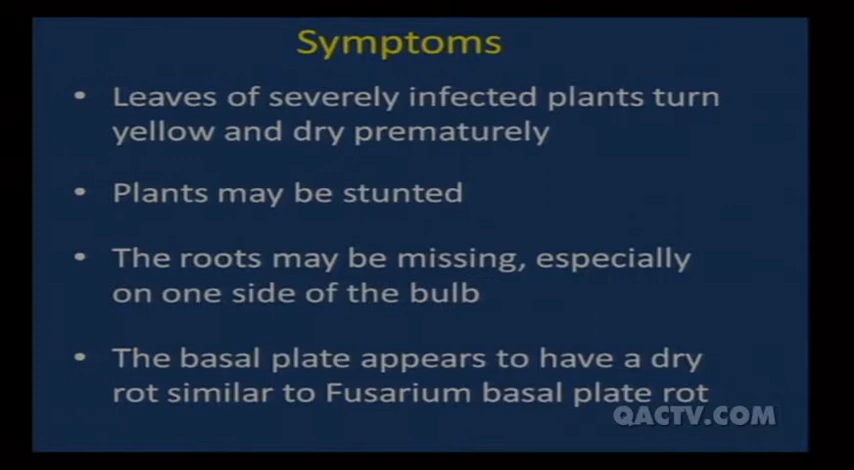 Symptoms
• Leaves of severely infected plants turn
yellow and dry prematurely
• Plants may be stunted
• The roots may be missing, especially
on one side of the bulb
• The basal plate appears to have a dry
rot similar to Fusarium basal plate rot
QACTV.COM